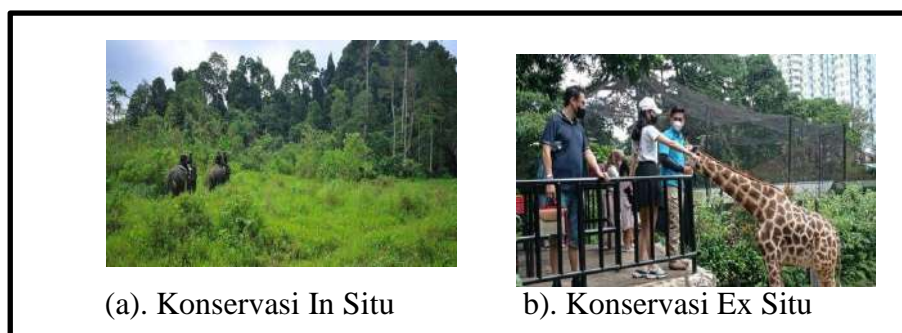 (a). Konservasi In Situ
b). Konservasi Ex Situ